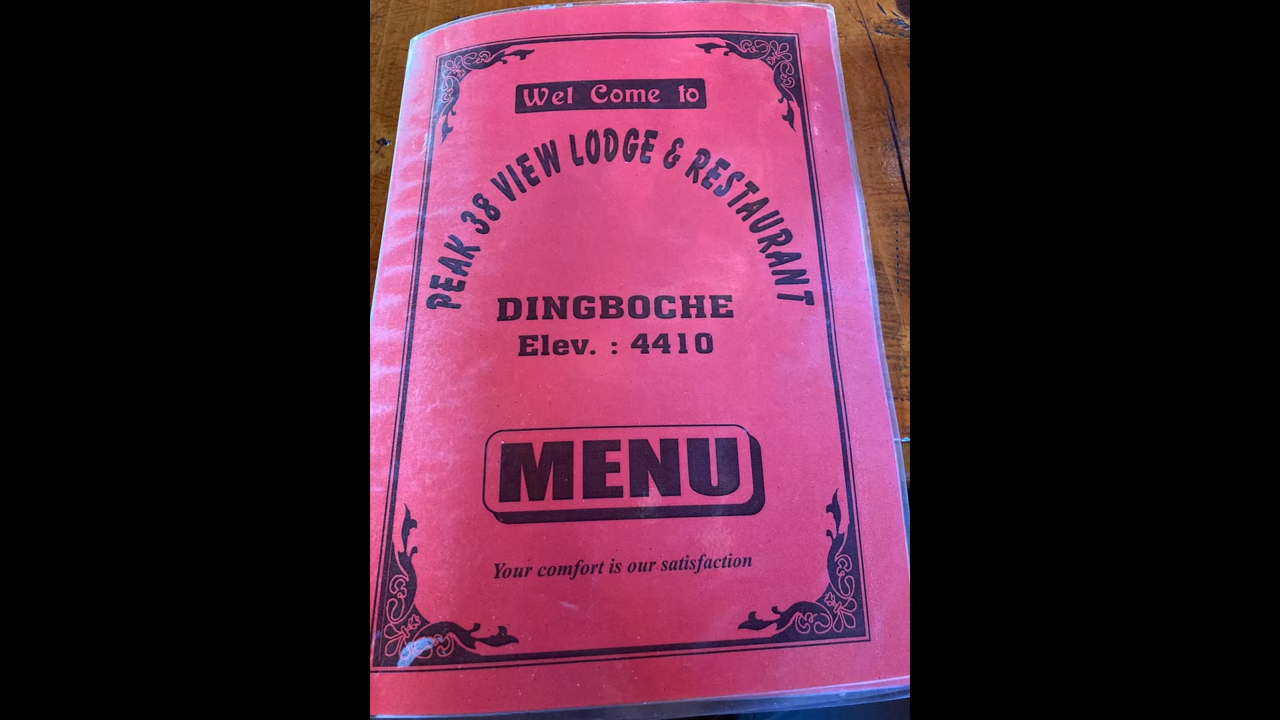 Wel Come to
PEAK 38 VIEW LODGE & RESTAURANT
DINGBOCHE
Elev. : 4410
MENU
Your comfort is our satisfaction